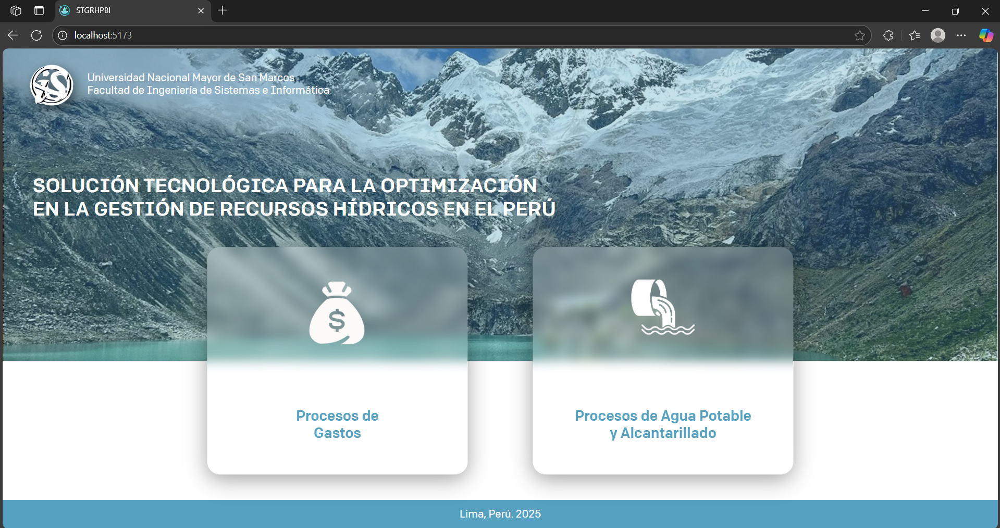 STGRHPBI
localhost:5173
Universidad Nacional Mayor de San Marcos
Facultad de Ingeniería de Sistemas e Informática
SOLUCIÓN TECNOLÓGICA PARA LA OPTIMIZACIÓN
EN LA GESTIÓN DE RECURSOS HÍDRICOS EN EL PERÚ
$
Procesos de
Gastos
Procesos de Agua Potable
y Alcantarillado
Lima, Perú. 2025